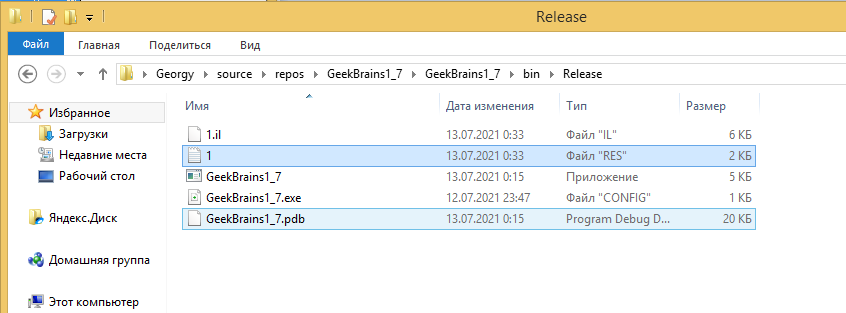 Release
Файл Главная Поделиться Вид
Georgy source repos GeekBrains1_7 GeekBrains1_7 bin Release
Избранное
Загрузки
Недавние места
Рабочий стол
Яндекс.Диск
Домашняя группа
Этот компьютер
Имя Дата изменения Тип Размер
1.il 13.07.2021 0:33 Файл "IL" 6 КБ
1 13.07.2021 0:33 Файл "RES" 2 КБ
GeekBrains1_7 13.07.2021 0:15 Приложение 5 КБ
GeekBrains1_7.exe 12.07.2021 23:47 Файл "CONFIG" 1 КБ
GeekBrains1_7.pdb 13.07.2021 0:15 Program Debug D... 20 КБ